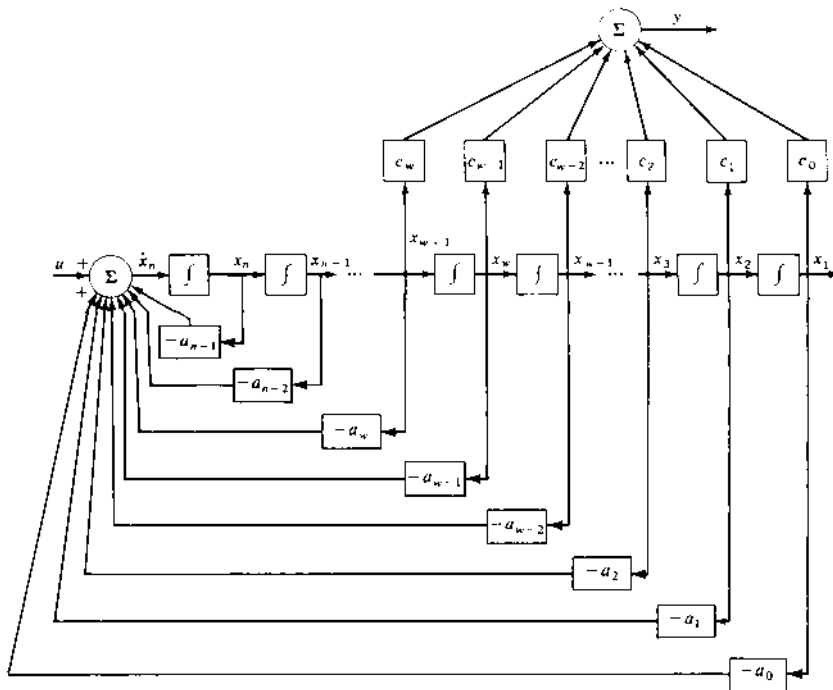 Σ y
c_w c_{w-1} c_{w-2} ... c_2 c_1 c_0
u + + Σ ẋ_n ∫ x_n ∫ x_{n-1} ... x_{w+1} ∫ x_w ∫ x_{w-1} ... x_3 ∫ x_2 ∫ x_1
-a_{n-1}
-a_{n-2}
-a_w
-a_{w-1}
-a_{w-2}
-a_2
-a_1
-a_0